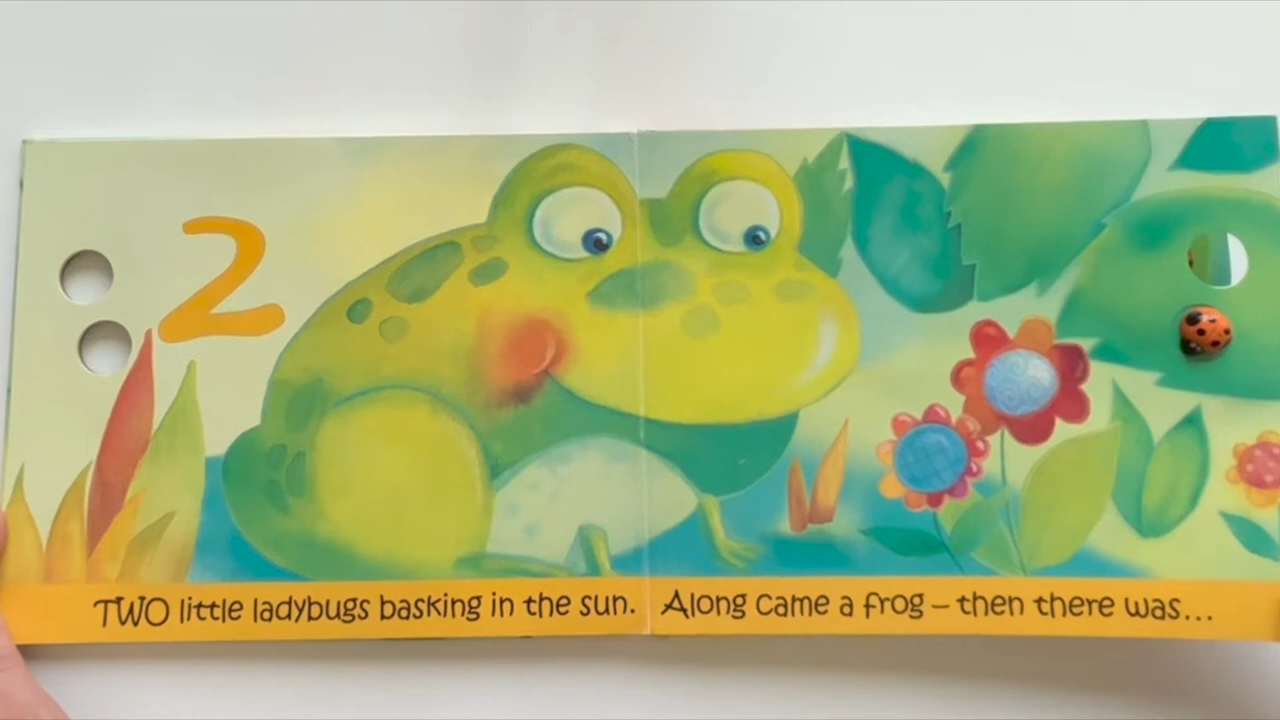 2
TWO little ladybugs basking in the sun. Along came a frog – then there was...